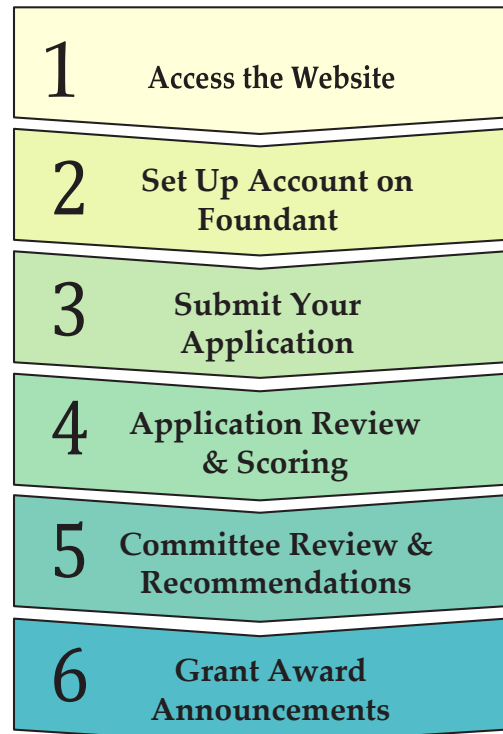 1 Access the Website
2 Set Up Account on
Foundant
3 Submit Your
Application
4 Application Review
& Scoring
5 Committee Review &
Recommendations
6 Grant Award
Announcements